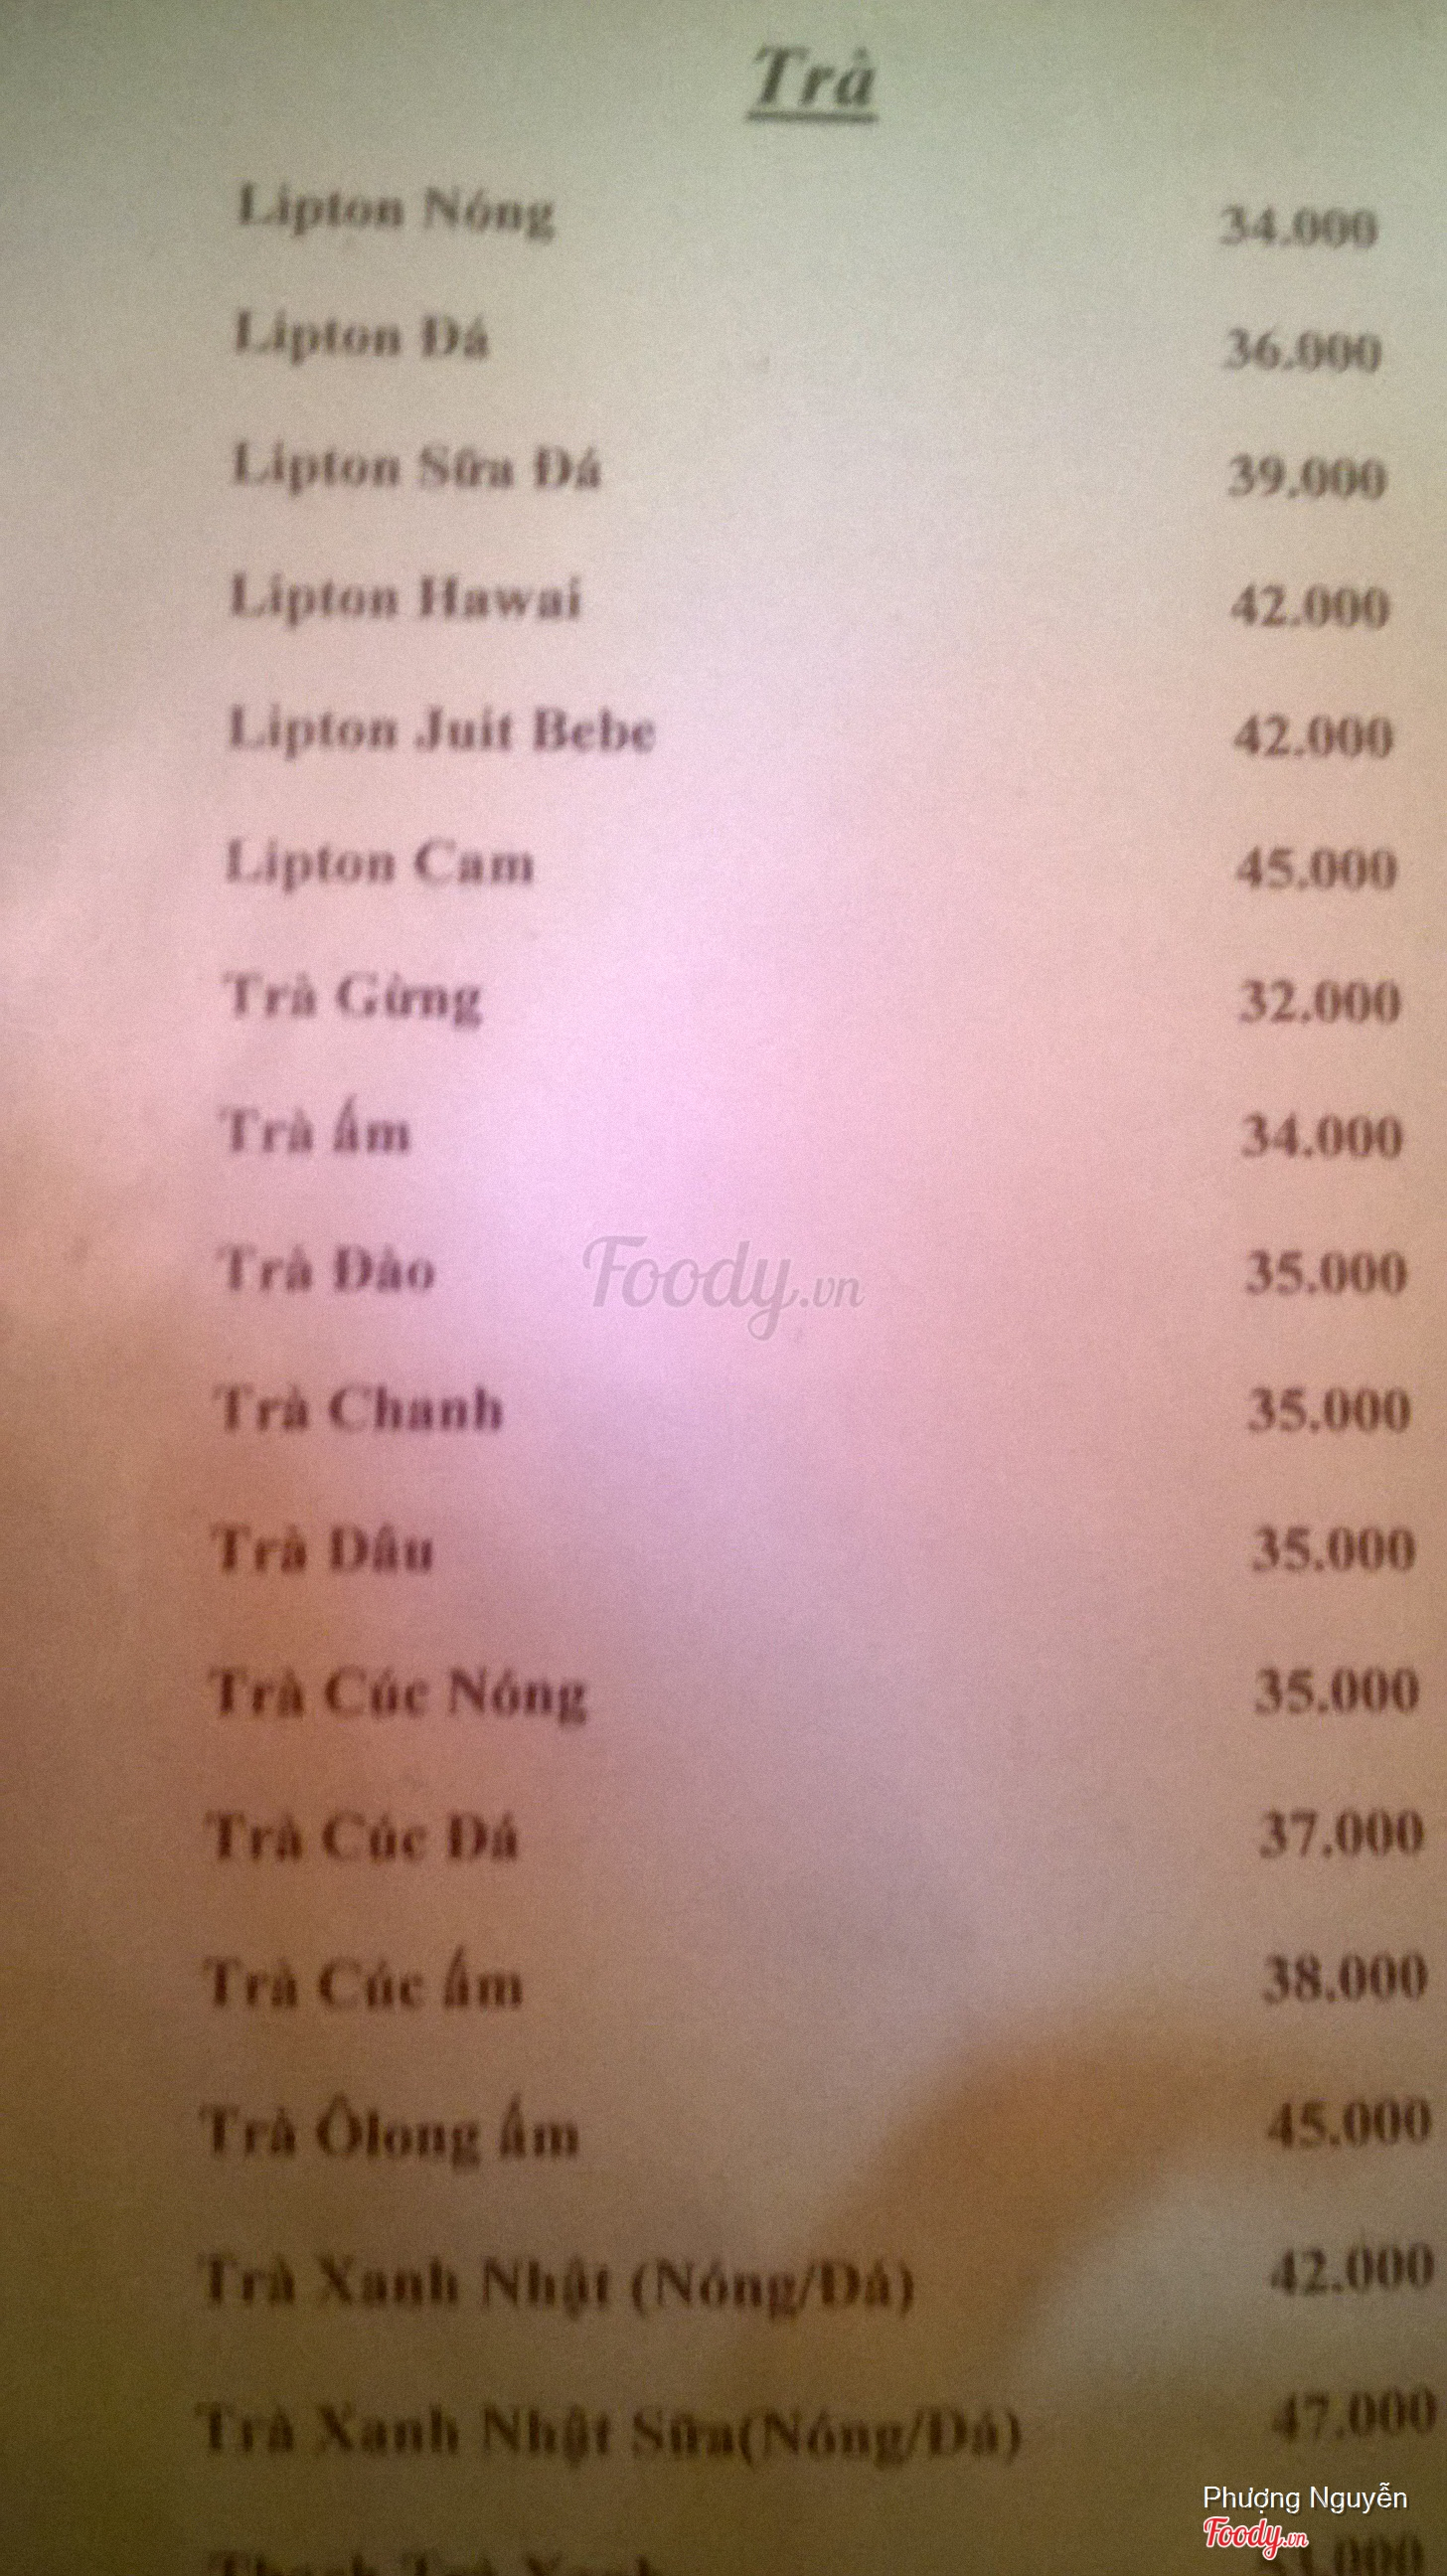 Trà
Lipton Nóng 34.000
Lipton Đá 36.000
Lipton Sữa Đá 39.000
Lipton Hawai 42.000
Lipton Juit Bebe 42.000
Lipton Cam 45.000
Trà Gừng 32.000
Trà ấm 34.000
Trà Đào 35.000
Foody.vn
Trà Chanh 35.000
Trà Dâu 35.000
Trà Cúc Nóng 35.000
Trà Cúc Đá 37.000
Trà Cúc ấm 38.000
Trà Ôlong ấm 45.000
Trà Xanh Nhật (Nóng/Đá) 42.000
Trà Xanh Nhật Sữa(Nóng/Đá) 47.000
Phượng Nguyễn
Foody.vn